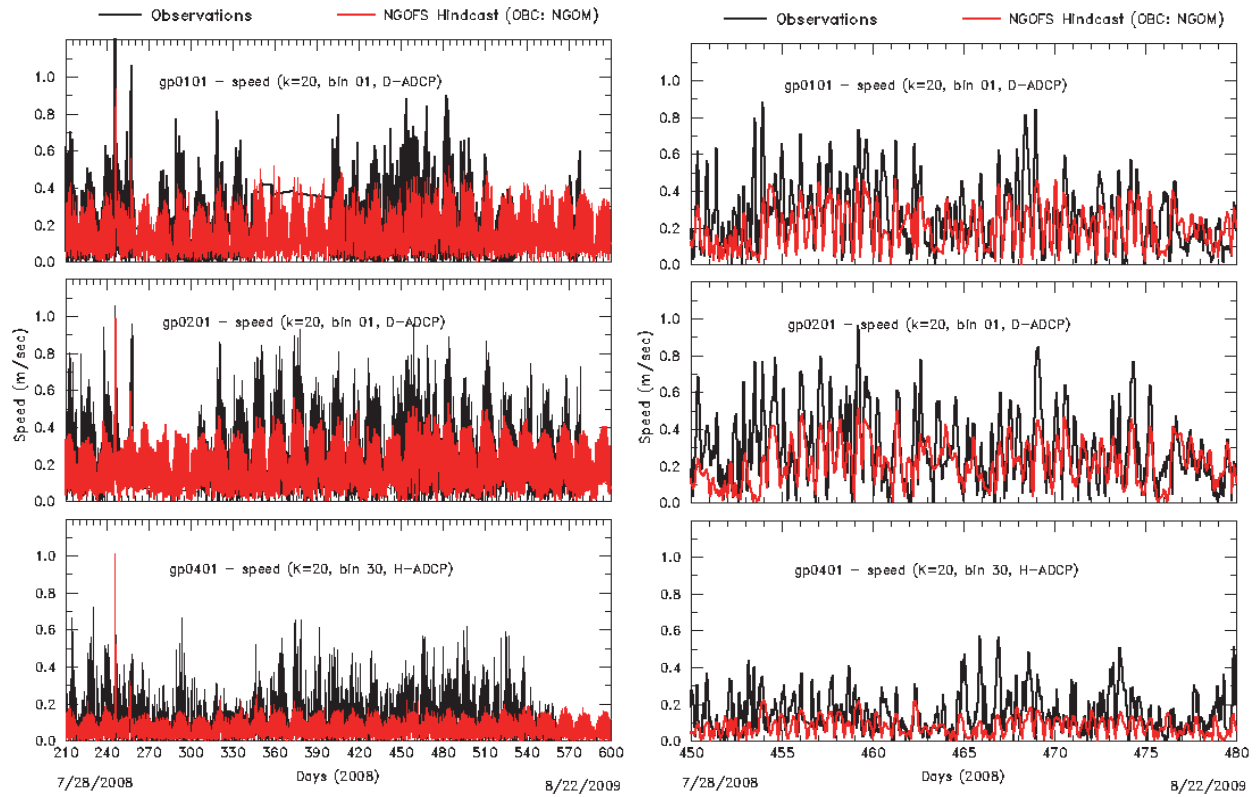 Observations NGOFS Hindcast (OBC: NGOM)
gp0101 - speed (k=20, bin 01, D-ADCP)
1.0
0.8
0.6
0.4
0.2
0.0
gp0201 - speed (k=20, bin 01, D-ADCP)
1.0
0.8
0.6
0.4
0.2
0.0
Speed (m/sec)
gp0401 - speed (K=20, bin 30, H-ADCP)
1.0
0.8
0.6
0.4
0.2
0.0
210 240 270 300 330 360 390 420 450 480 510 540 570 600
Days (2008)
7/28/2008 8/22/2009
Observations NGOFS Hindcast (OBC: NGOM)
gp0101 - speed (k=20, bin 01, D-ADCP)
1.0
0.8
0.6
0.4
0.2
0.0
gp0201 - speed (k=20, bin 01, D-ADCP)
1.0
0.8
0.6
0.4
0.2
0.0
Speed (m/sec)
gp0401 - speed (K=20, bin 30, H-ADCP)
1.0
0.8
0.6
0.4
0.2
0.0
450 455 460 465 470 475 480
Days (2008)
7/28/2008 8/22/2009